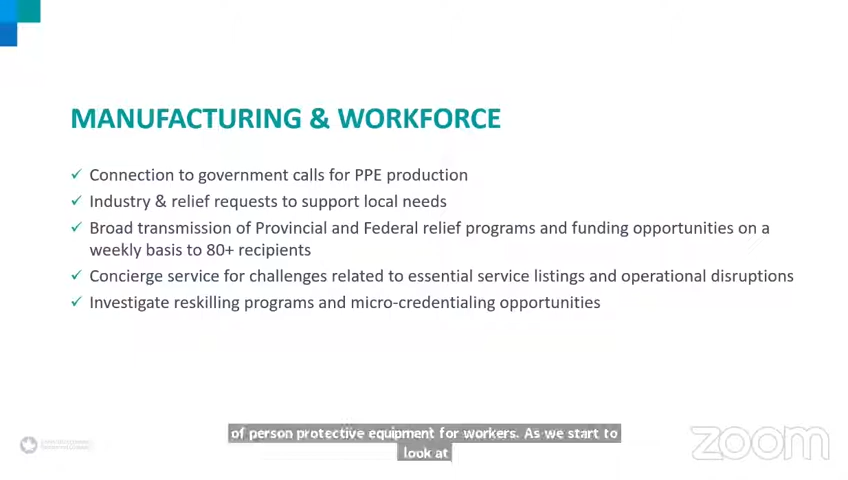 MANUFACTURING & WORKFORCE
✓ Connection to government calls for PPE production
✓ Industry & relief requests to support local needs
✓ Broad transmission of Provincial and Federal relief programs and funding opportunities on a
weekly basis to 80+ recipients
✓ Concierge service for challenges related to essential service listings and operational disruptions
✓ Investigate reskilling programs and micro-credentialing opportunities
of person protective equipment for workers. As we start to
look at
zoom